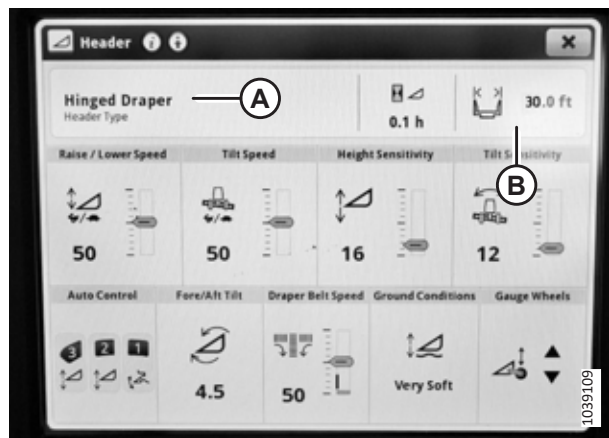 Header
Hinged Draper
Header Type
A
0.1 h
30.0 ft
B
Raise / Lower Speed
Tilt Speed
Height Sensitivity
Tilt Sensitivity
50
50
16
12
Auto Control
Fore/Aft Tilt
Draper Belt Speed
Ground Conditions
Gauge Wheels
3 2 1
4.5
50
Very Soft
1039109